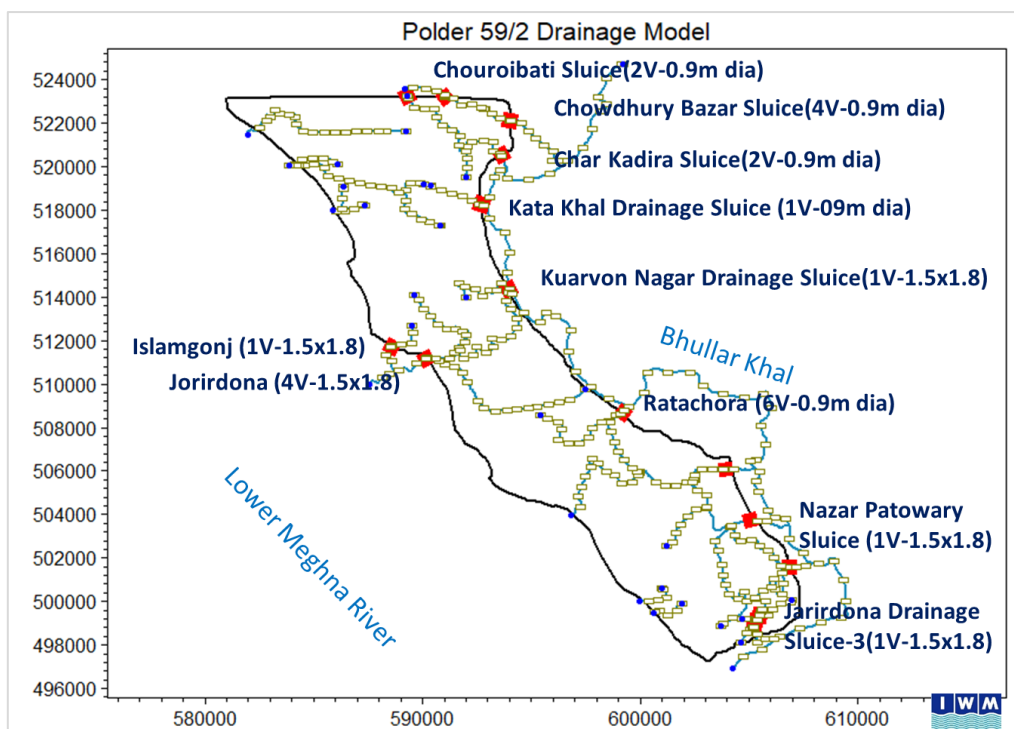 Polder 59/2 Drainage Model
524000
522000
520000
518000
516000
514000
512000
510000
508000
506000
504000
502000
500000
498000
496000
Chouroibati Sluice(2V-0.9m dia)
Chowdhury Bazar Sluice(4V-0.9m dia)
Char Kadira Sluice(2V-0.9m dia)
Kata Khal Drainage Sluice (1V-09m dia)
Kuarvon Nagar Drainage Sluice(1V-1.5x1.8)
Islamgonj (1V-1.5x1.8)
Bhullar Khal
Jorirdona (4V-1.5x1.8)
Ratachora (6V-0.9m dia)
Lower Meghna River
Nazar Patowary
Sluice (1V-1.5x1.8)
Jarirdona Drainage
Sluice-3(1V-1.5x1.8)
580000
590000
600000
610000
IWM